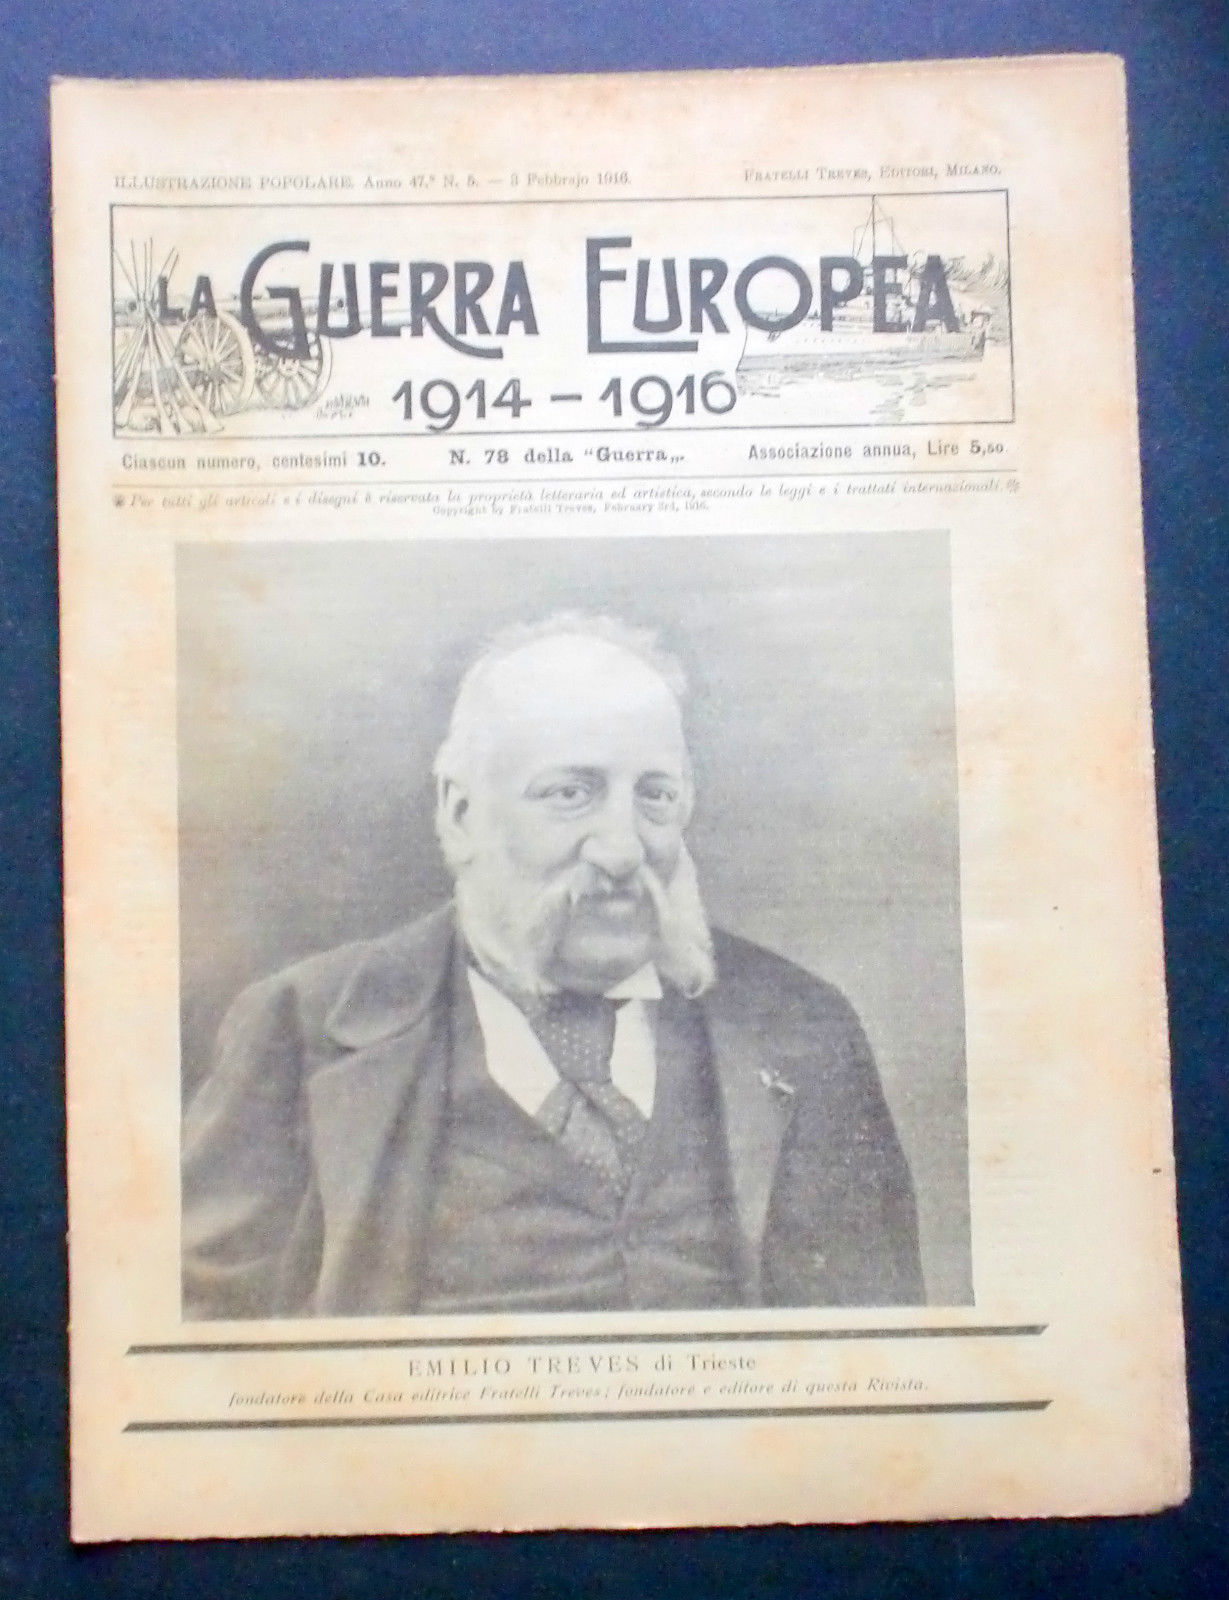 ILLUSTRAZIONE POPOLARE. Anno 47.° N. 5. — 3 Febbraio 1916. FRATELLI TREVES, EDITORI, MILANO.
LA GUERRA EUROPEA
1914 - 1916
Ciascun numero, centesimi 10. N. 78 della "Guerra„. Associazione annua, Lire 5,50.
Per tutti gli articoli e i disegni è riservata la proprietà letteraria ed artistica, secondo le leggi e i trattati internazionali.
Copyright by Fratelli Treves, February 3rd, 1916.
EMILIO TREVES di Trieste
fondatore della Casa editrice Fratelli Treves; fondatore e editore di questa Rivista.